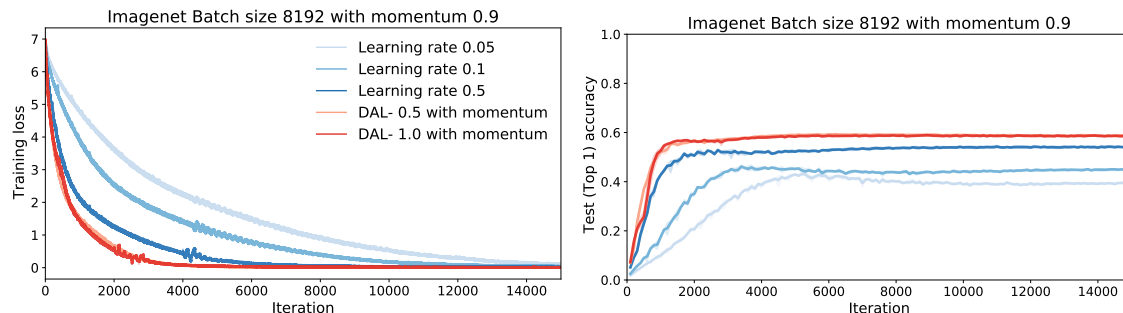 Imagenet Batch size 8192 with momentum 0.9
7
6
5
4
3
2
1
0
Training loss
Learning rate 0.05
Learning rate 0.1
Learning rate 0.5
DAL- 0.5 with momentum
DAL- 1.0 with momentum
0 2000 4000 6000 8000 10000 12000 14000
Iteration
Imagenet Batch size 8192 with momentum 0.9
1.0
0.8
0.6
0.4
0.2
0.0
Test (Top 1) accuracy
0 2000 4000 6000 8000 10000 12000 14000
Iteration